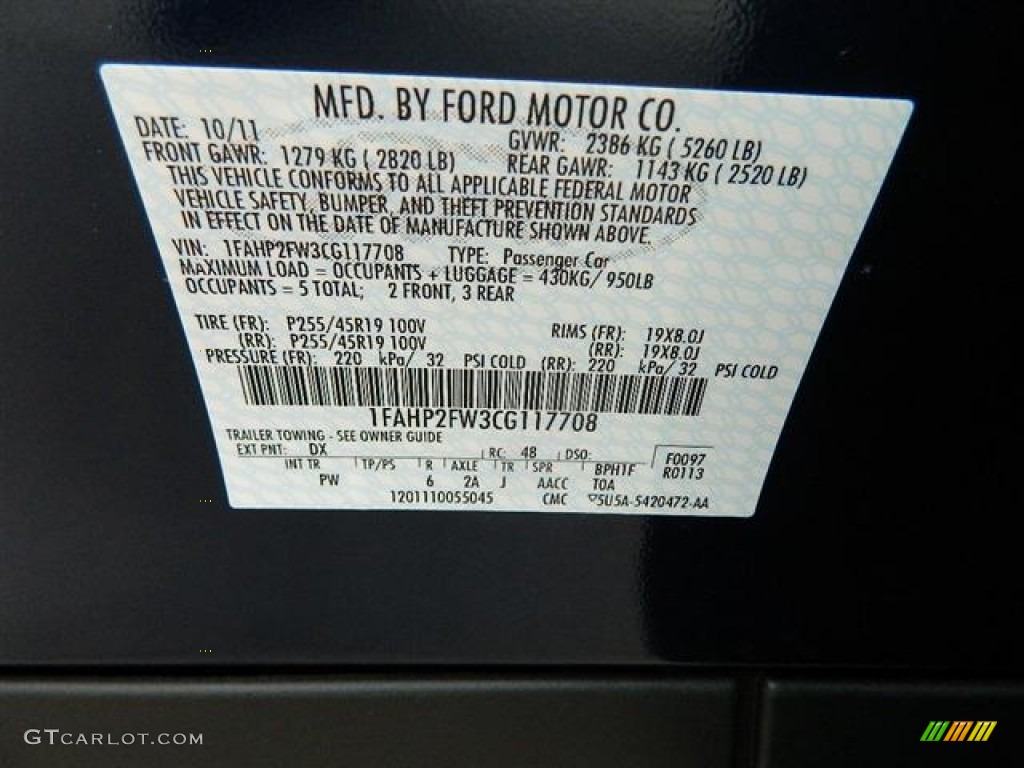 MFD. BY FORD MOTOR CO.
DATE: 10/11 GVWR: 2386 KG ( 5260 LB)
FRONT GAWR: 1279 KG ( 2820 LB) REAR GAWR: 1143 KG ( 2520 LB)
THIS VEHICLE CONFORMS TO ALL APPLICABLE FEDERAL MOTOR
VEHICLE SAFETY, BUMPER, AND THEFT PREVENTION STANDARDS
IN EFFECT ON THE DATE OF MANUFACTURE SHOWN ABOVE.
VIN: 1FAHP2FW3CG117708 TYPE: Passenger Car
MAXIMUM LOAD = OCCUPANTS + LUGGAGE = 430KG/ 950LB
OCCUPANTS = 5 TOTAL; 2 FRONT, 3 REAR
TIRE (FR): P255/45R19 100V RIMS (FR): 19X8.0J
(RR): P255/45R19 100V (RR): 19X8.0J
PRESSURE (FR): 220 kPa/ 32 PSI COLD (RR): 220 kPa/ 32 PSI COLD
1FAHP2FW3CG117708
TRAILER TOWING - SEE OWNER GUIDE
EXT PNT: DX RC: 48 DSO: F0097
INT TR TP/PS R AXLE TR SPR BPH1F R0113
PW 6 2A J AACC TOA
1201110055045 CMC 5U5A-5420472-AA
GTCARLOT.COM